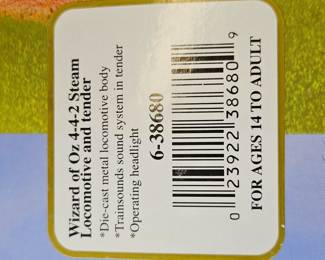 Wizard of Oz 4-4-2 Steam
Locomotive and tender
*Die-cast metal locomotive body
*Trainsounds sound system in tender
*Operating headlight
6-38680
0 23922 38680 9
FOR AGES 14 TO ADULT